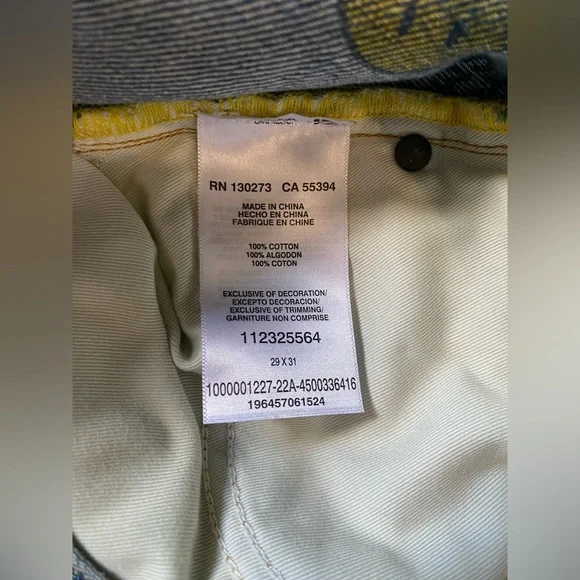 RN 130273 CA 55394
MADE IN CHINA
HECHO EN CHINA
FABRIQUE EN CHINE
100% COTTON
100% ALGODON
100% COTON
EXCLUSIVE OF DECORATION/
EXCEPTO DECORACION/
EXCLUSIVE OF TRIMMING/
GARNITURE NON COMPRISE
112325564
29 X 31
1000001227-22A-4500336416
196457061524